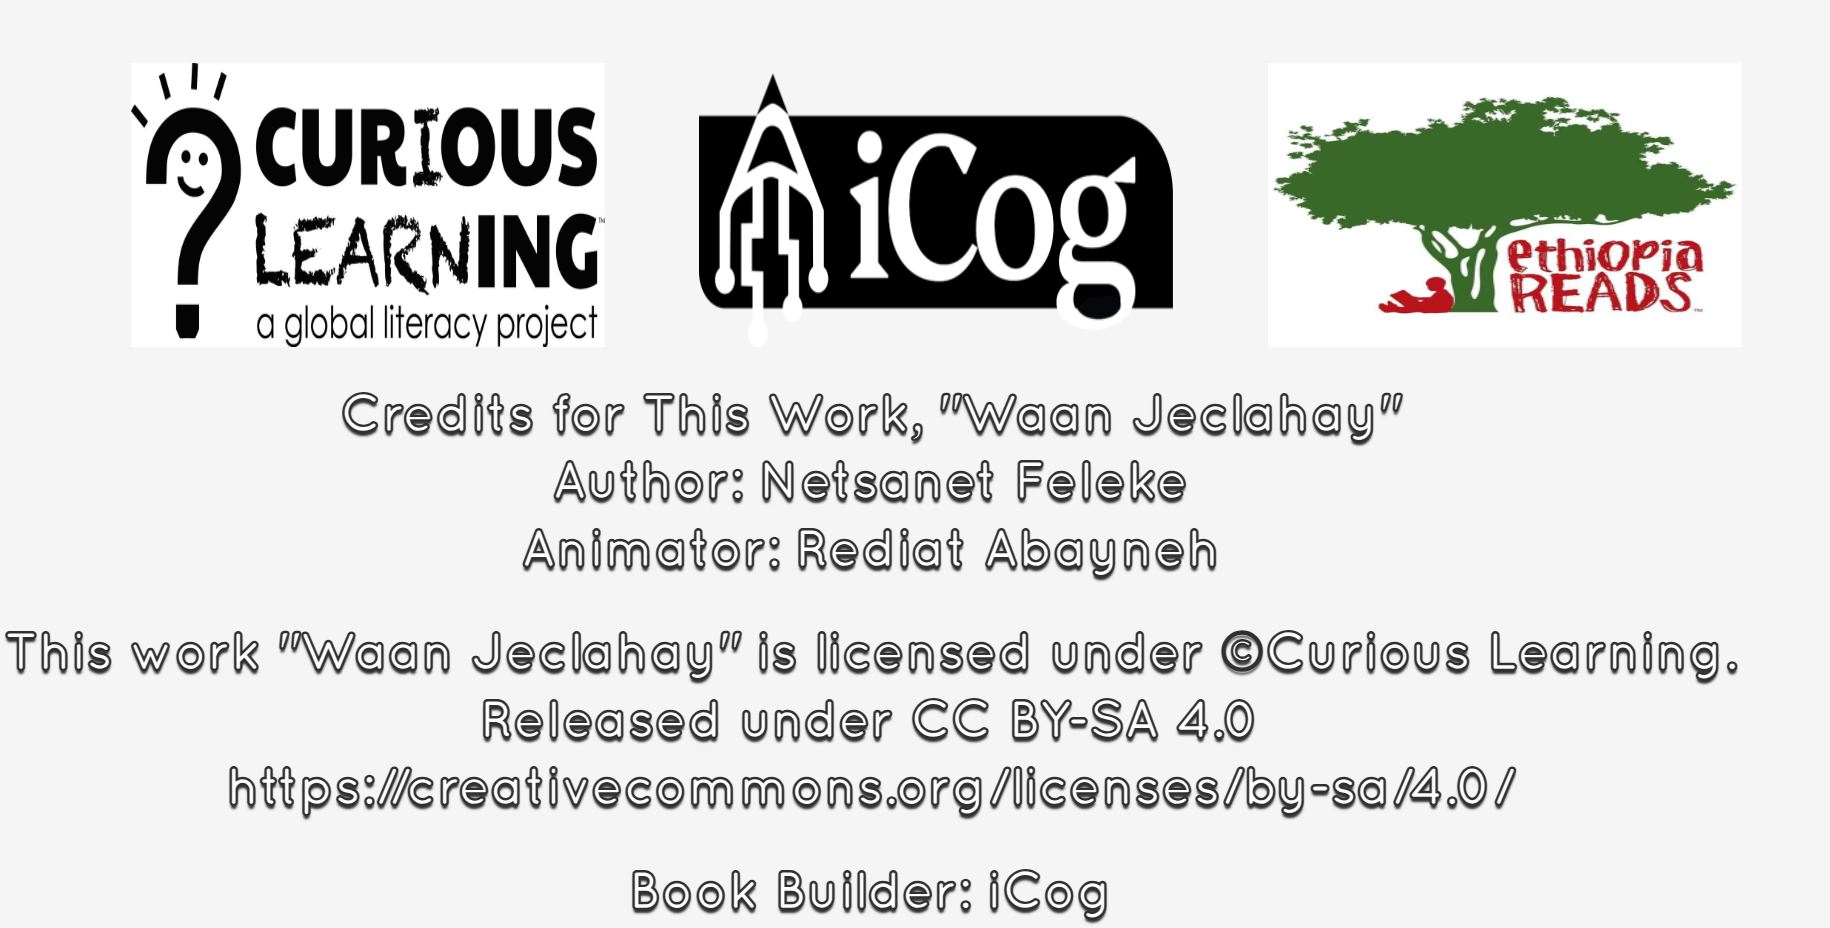 CURIOUS
LEARNING™
a global literacy project
iCog
ethiopia
READS™
Credits for This Work, "Waan Jeclahay"
Author: Netsanet Feleke
Animator: Rediat Abayneh
This work "Waan Jeclahay" is licensed under ©Curious Learning.
Released under CC BY-SA 4.0
https://creativecommons.org/licenses/by-sa/4.0/
Book Builder: iCog